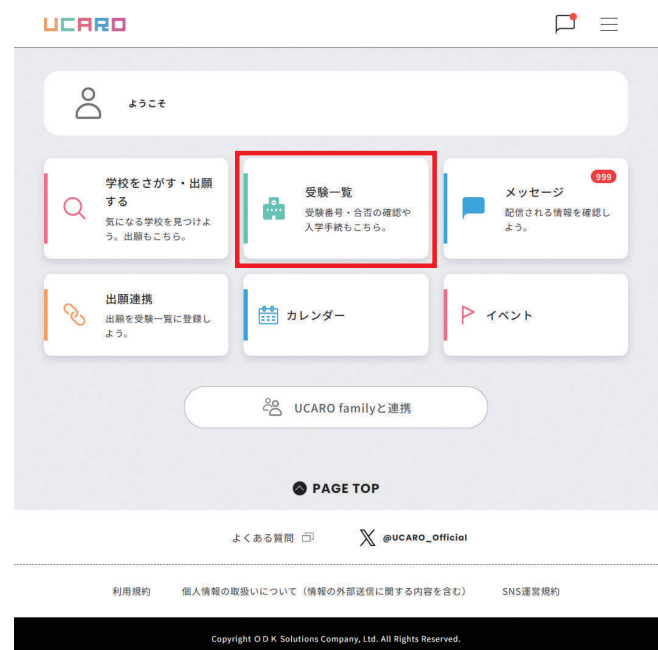 UCARO
ようこそ
学校をさがす・出願
する
気になる学校を見つけよ
う。出願もこちら。
受験一覧
受験番号・合否の確認や
入学手続もこちら。
999
メッセージ
配信される情報を確認し
よう。
出願連携
出願を受験一覧に登録し
よう。
カレンダー
イベント
UCARO familyと連携
PAGE TOP
よくある質問
@UCARO_Official
利用規約
個人情報の取扱いについて（情報の外部送信に関する内容を含む）
SNS運営規約
Copyright O D K Solutions Company, Ltd. All Rights Reserved.